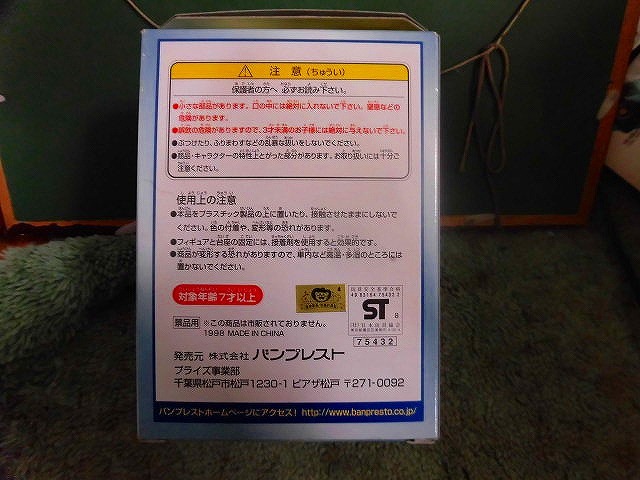 注 意(ちゅうい)
保護者の方へ 必ずお読み下さい。
●小さな部品があります。口の中には絶対に入れないで下さい。窒息などの
危険があります。
●誤飲の危険がありますので、3才未満のお子様には絶対に与えないで下さい。
●ぶつけたり、ふりまわすなどの乱暴な扱いをしないでください。
●部品・キャラクターの特性上とがった部分があります。お取り扱いには十分ご
注意ください。
使用上の注意
●本品をプラスチック製品の上に置いたり、接触させたままにしないで
ください。色の付着や、変形等の恐れがあります。
●フィギュアと台座の固定には、接着剤を使用すると効果的です。
●商品が変形する恐れがありますので、車内など高温・多湿のところには
置かないでください。
対象年齢7才以上
景品用 ※この商品は市販されておりません。
1998 MADE IN CHINA
ST
8
75432
発売元 株式会社 バンプレスト
プライズ事業部
千葉県松戸市松戸1230-1 ピアザ松戸 〒271-0092
バンプレストホームページにアクセス! http://www.banpresto.co.jp/